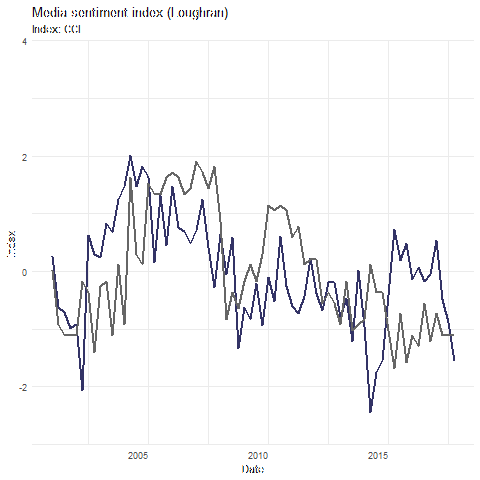 Media sentiment index (Loughran)
Index: CCI
4
2
0
-2
Index
2005
2010
2015
Date